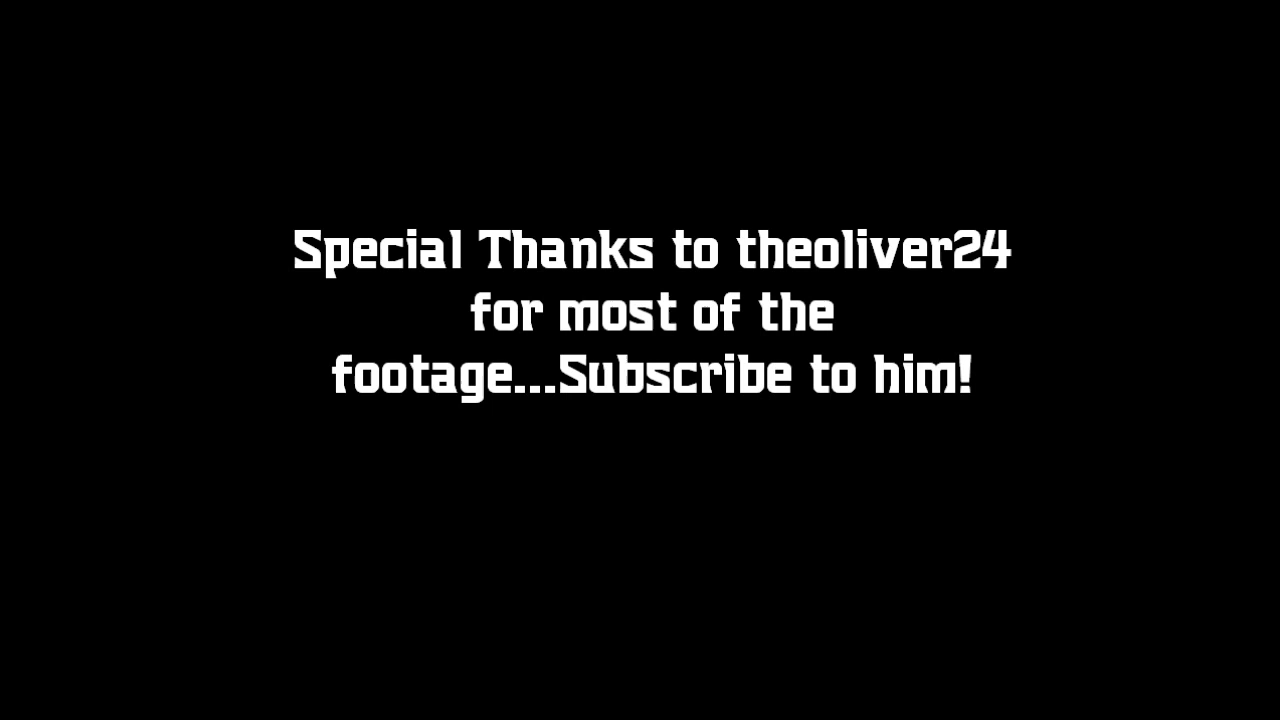 Special Thanks to theoliver24
for most of the
footage...Subscribe to him!